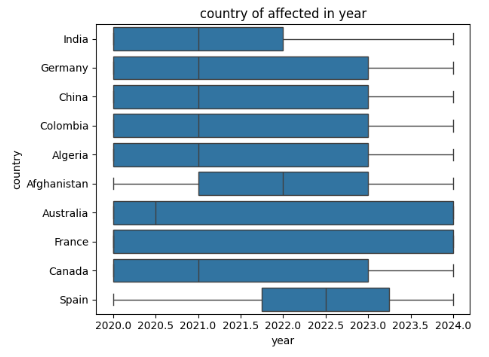 country of affected in year
India
Germany
China
Colombia
Algeria
Afghanistan
Australia
France
Canada
Spain
country
2020.0 2020.5 2021.0 2021.5 2022.0 2022.5 2023.0 2023.5 2024.0
year